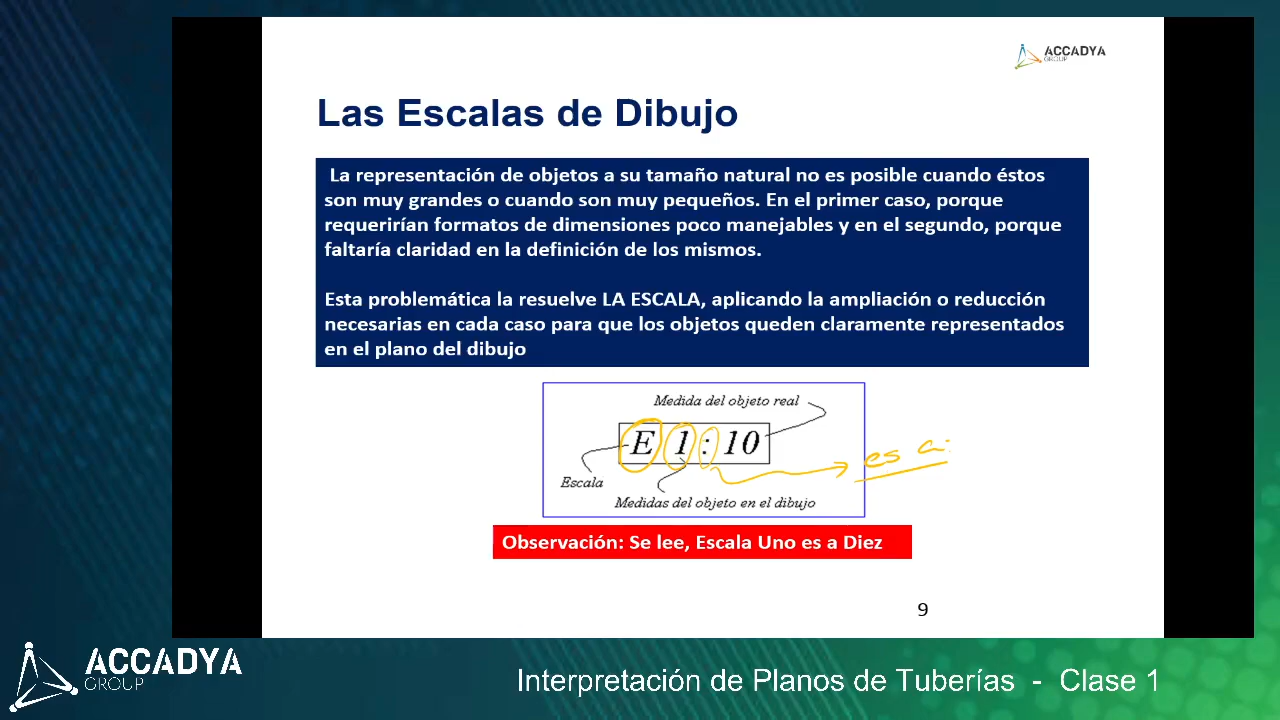 ACCADYA
GROUP
Las Escalas de Dibujo
La representación de objetos a su tamaño natural no es posible cuando éstos
son muy grandes o cuando son muy pequeños. En el primer caso, porque
requerirían formatos de dimensiones poco manejables y en el segundo, porque
faltaría claridad en la definición de los mismos.
Esta problemática la resuelve LA ESCALA, aplicando la ampliación o reducción
necesarias en cada caso para que los objetos queden claramente representados
en el plano del dibujo
Medida del objeto real
E 1 : 10
es a:
Escala
Medidas del objeto en el dibujo
Observación: Se lee, Escala Uno es a Diez
9
ACCADYA
GROUP
Interpretación de Planos de Tuberías - Clase 1